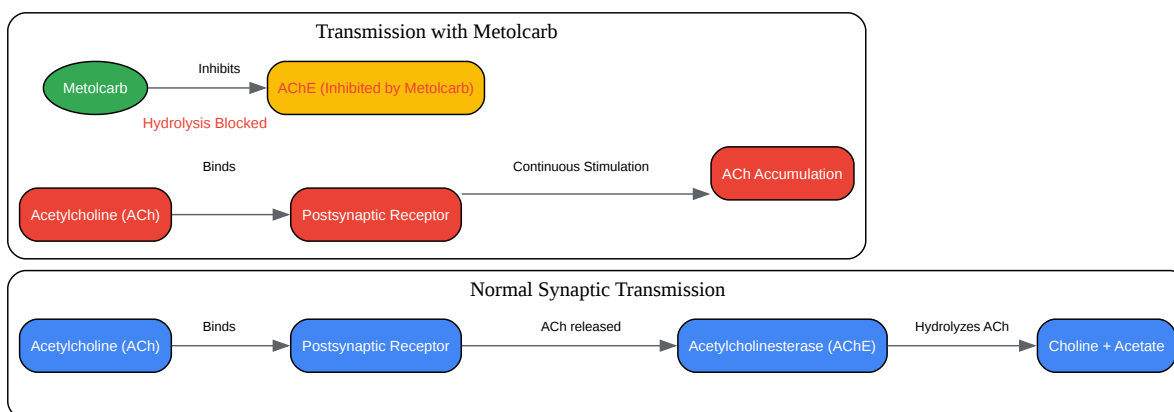 Transmission with Metolcarb
Metolcarb
Inhibits
AChE (Inhibited by Metolcarb)
Hydrolysis Blocked
Acetylcholine (ACh)
Binds
Postsynaptic Receptor
Continuous Stimulation
ACh Accumulation
Normal Synaptic Transmission
Acetylcholine (ACh)
Binds
Postsynaptic Receptor
ACh released
Acetylcholinesterase (AChE)
Hydrolyzes ACh
Choline + Acetate